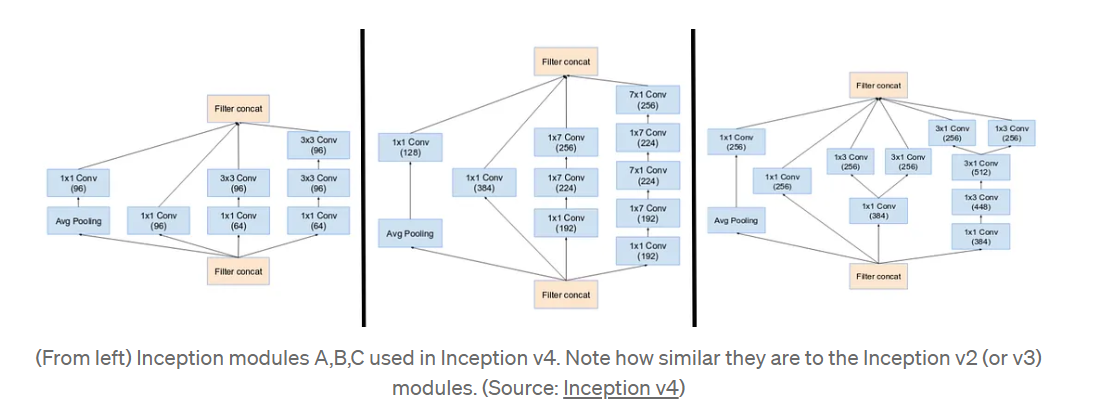 Filter concat
3x3 Conv
(96)
1x1 Conv
(96)
3x3 Conv
(96)
3x3 Conv
(96)
Avg Pooling
1x1 Conv
(96)
1x1 Conv
(64)
1x1 Conv
(64)
Filter concat
Filter concat
7x1 Conv
(256)
1x1 Conv
(128)
1x7 Conv
(256)
1x7 Conv
(224)
1x1 Conv
(384)
1x7 Conv
(224)
7x1 Conv
(224)
Avg Pooling
1x1 Conv
(192)
1x7 Conv
(192)
1x1 Conv
(192)
Filter concat
Filter concat
1x1 Conv
(256)
3x1 Conv
(256)
1x3 Conv
(256)
1x3 Conv
(256)
3x1 Conv
(256)
3x1 Conv
(512)
1x1 Conv
(256)
1x3 Conv
(448)
Avg Pooling
1x1 Conv
(384)
1x1 Conv
(384)
Filter concat
(From left) Inception modules A,B,C used in Inception v4. Note how similar they are to the Inception v2 (or v3)
modules. (Source: Inception v4)